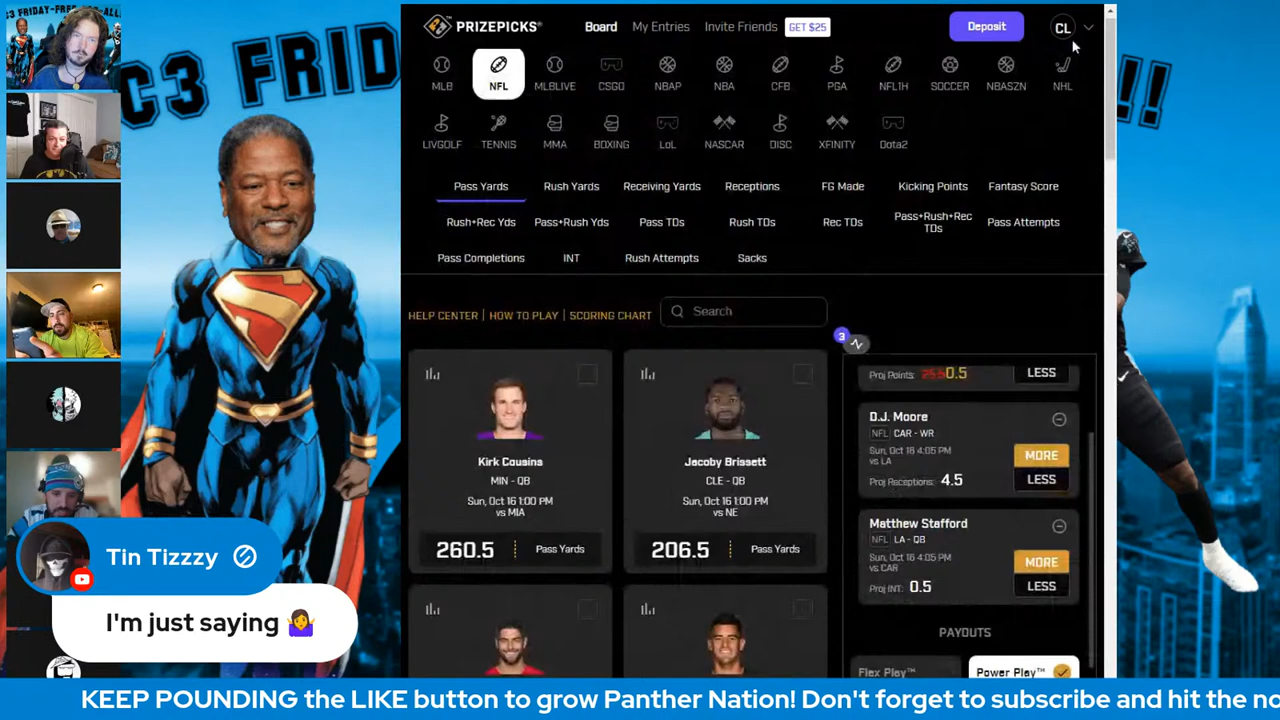 C3 FRIDAY-FREE-FOR-ALL!!
C3 FRID
!!
PRIZEPICKS
Board
My Entries
Invite Friends
GET $25
Deposit
CL
MLB
NFL
MLBLIVE
CSGO
NBAP
NBA
CFB
PGA
NFL1H
SOCCER
NBASZN
NHL
LIVGOLF
TENNIS
MMA
BOXING
LoL
NASCAR
DISC
XFINITY
Dota2
Pass Yards
Rush Yards
Receiving Yards
Receptions
FG Made
Kicking Points
Fantasy Score
Rush+Rec Yds
Pass+Rush Yds
Pass TDs
Rush TDs
Rec TDs
Pass+Rush+Rec
TDs
Pass Attempts
Pass Completions
INT
Rush Attempts
Sacks
HELP CENTER | HOW TO PLAY | SCORING CHART
Search
3
Kirk Cousins
MIN - QB
Sun, Oct 16 1:00 PM
vs MIA
260.5
Pass Yards
Jacoby Brissett
CLE - QB
Sun, Oct 16 1:00 PM
vs NE
206.5
Pass Yards
Proj Points: 25.5 0.5
LESS
D.J. Moore
NFL CAR - WR
Sun, Oct 16 4:05 PM
vs LA
Proj Receptions: 4.5
MORE
LESS
Matthew Stafford
NFL LA - QB
Sun, Oct 16 4:05 PM
vs CAR
Proj INT: 0.5
MORE
LESS
PAYOUTS
Flex Play™
Power Play™
Tin Tizzzy
I'm just saying 🤷‍♀️
KEEP POUNDING the LIKE button to grow Panther Nation! Don't forget to subscribe and hit the no